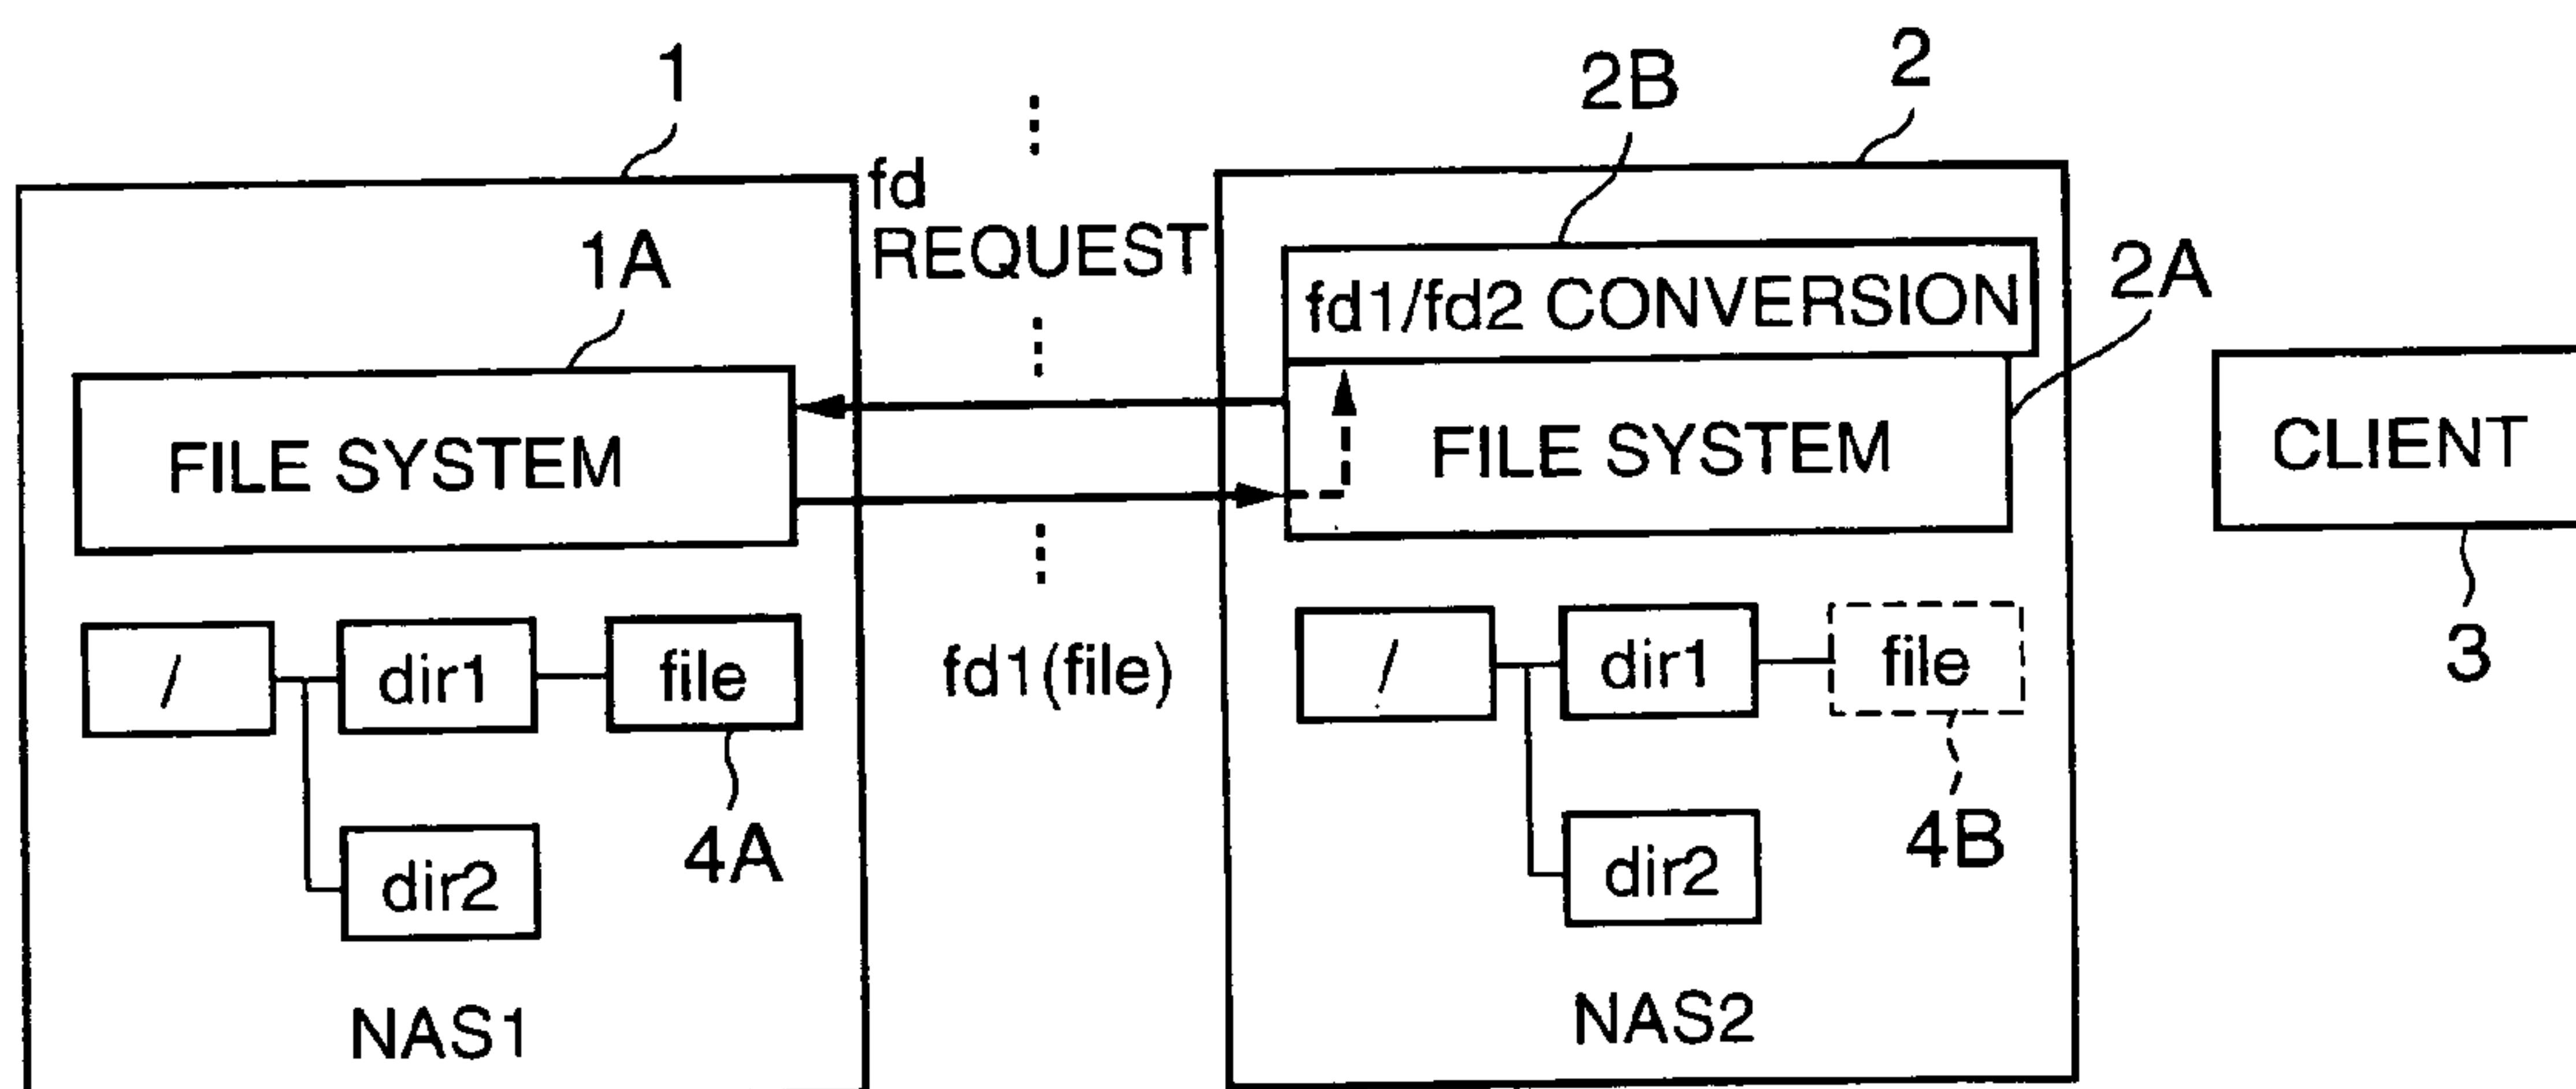 1
2B
2
fd
REQUEST
1A
2A
fd1/fd2 CONVERSION
FILE SYSTEM
FILE SYSTEM
CLIENT
/
dir1
file
fd1(file)
/
dir1
file
3
4A
4B
dir2
dir2
NAS1
NAS2